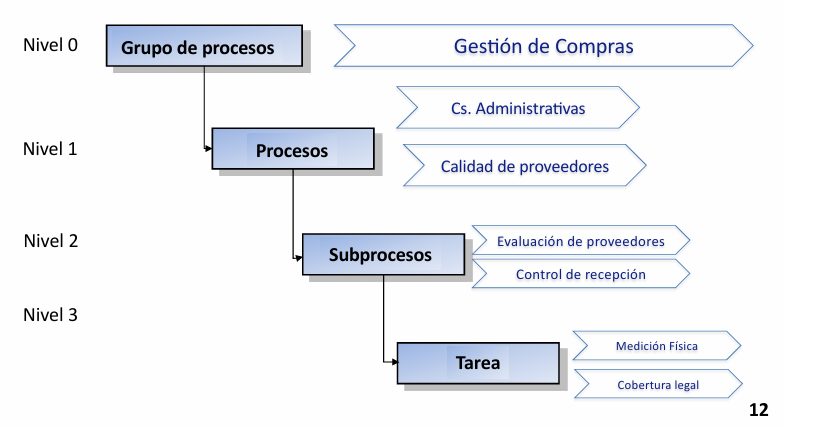 Nivel 0
Grupo de procesos
Gestión de Compras
Cs. Administrativas
Nivel 1
Procesos
Calidad de proveedores
Nivel 2
Subprocesos
Evaluación de proveedores
Control de recepción
Nivel 3
Tarea
Medición Física
Cobertura legal
12